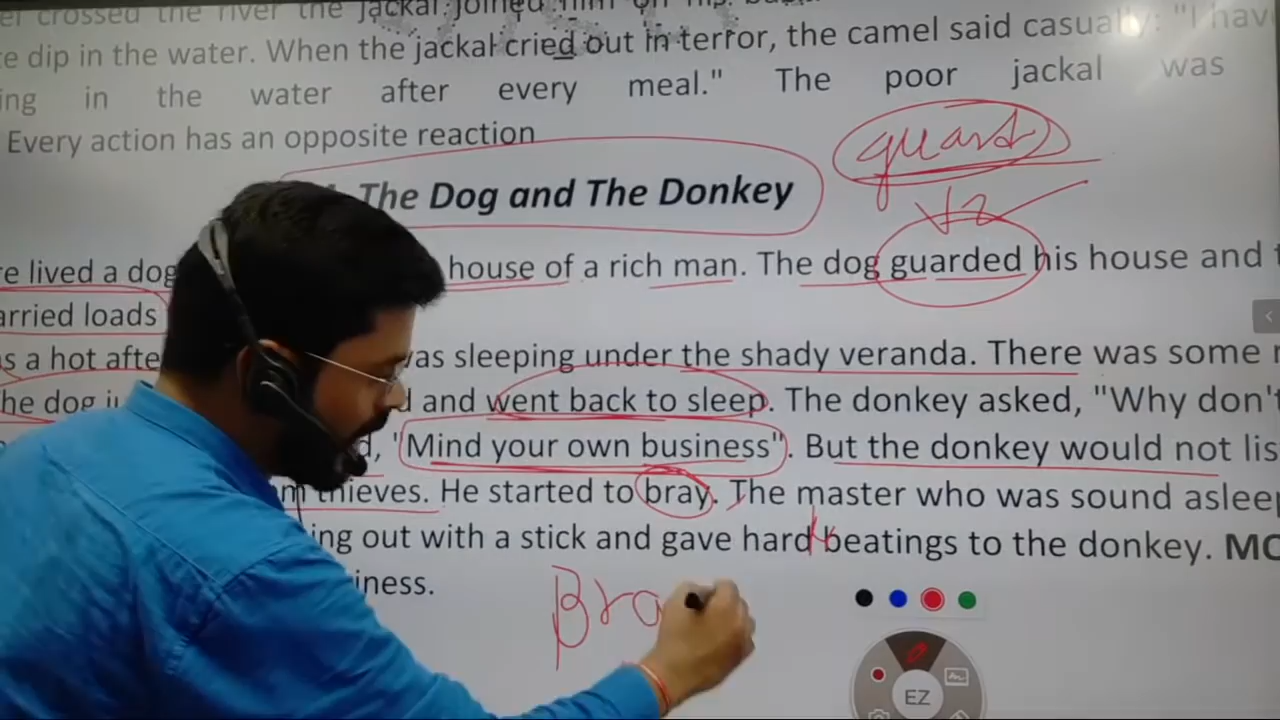 crossed the river the jackal joined him on his
e dip in the water. When the jackal cried out in terror, the camel said casually: "I hav
ing in the water after every meal." The poor jackal was
Every action has an opposite reaction
guard
The Dog and The Donkey
V2
re lived a dog house of a rich man. The dog guarded his house and
arried loads
s a hot afte was sleeping under the shady veranda. There was some
he dog ju d and went back to sleep. The donkey asked, "Why don't
d, "Mind your own business". But the donkey would not lis
m thieves. He started to bray. The master who was sound asleep
ing out with a stick and gave hard beatings to the donkey. MO
iness.
Bra
EZ